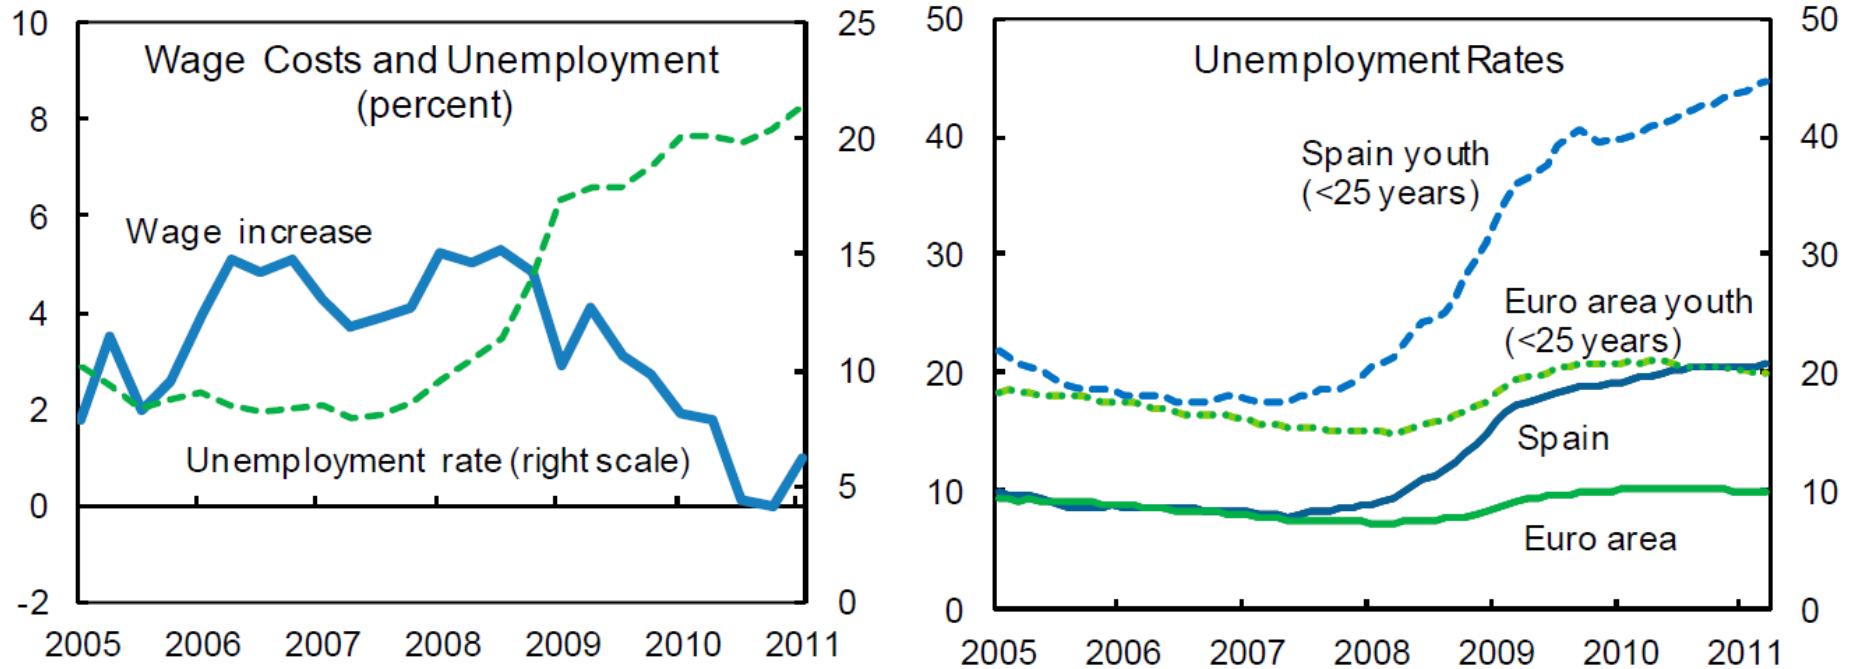 Wage Costs and Unemployment
(percent)
10
8
6
4
2
0
-2
25
20
15
10
5
0
Wage increase
Unemployment rate (right scale)
2005 2006 2007 2008 2009 2010 2011
Unemployment Rates
50
40
30
20
10
0
50
40
30
20
10
0
Spain youth
(<25 years)
Euro area youth
(<25 years)
Spain
Euro area
2005 2006 2007 2008 2009 2010 2011